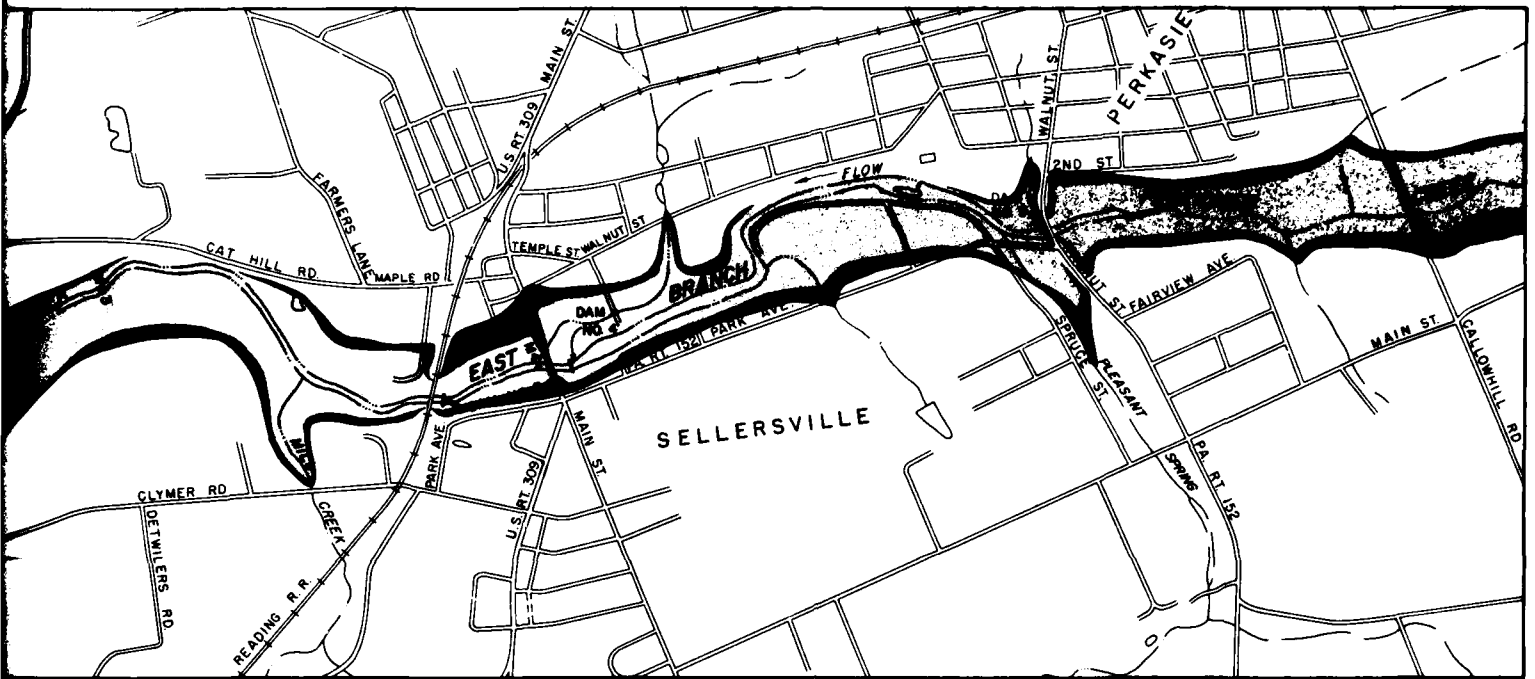 MAIN ST.
U.S. RT 309
PERKASIE
WALNUT ST.
2ND ST
FLOW
FARMERS LANE
CAT HILL RD.
MAPLE RD
TEMPLE ST
WALNUT ST
BRANCH
EAST
DAM
NO. 4
PA. RT. 152
PARK AVE.
UT ST
FAIRVIEW AVE.
SPRUCE ST.
PLEASANT
SPRING
MAIN ST.
CALLOWHILL RD
SELLERSVILLE
MAIN ST.
PARK AVE.
U.S. RT. 309
PA. RT. 152
CLYMER RD
MILL
CREEK
DETWILERS RD.
READING R.R.